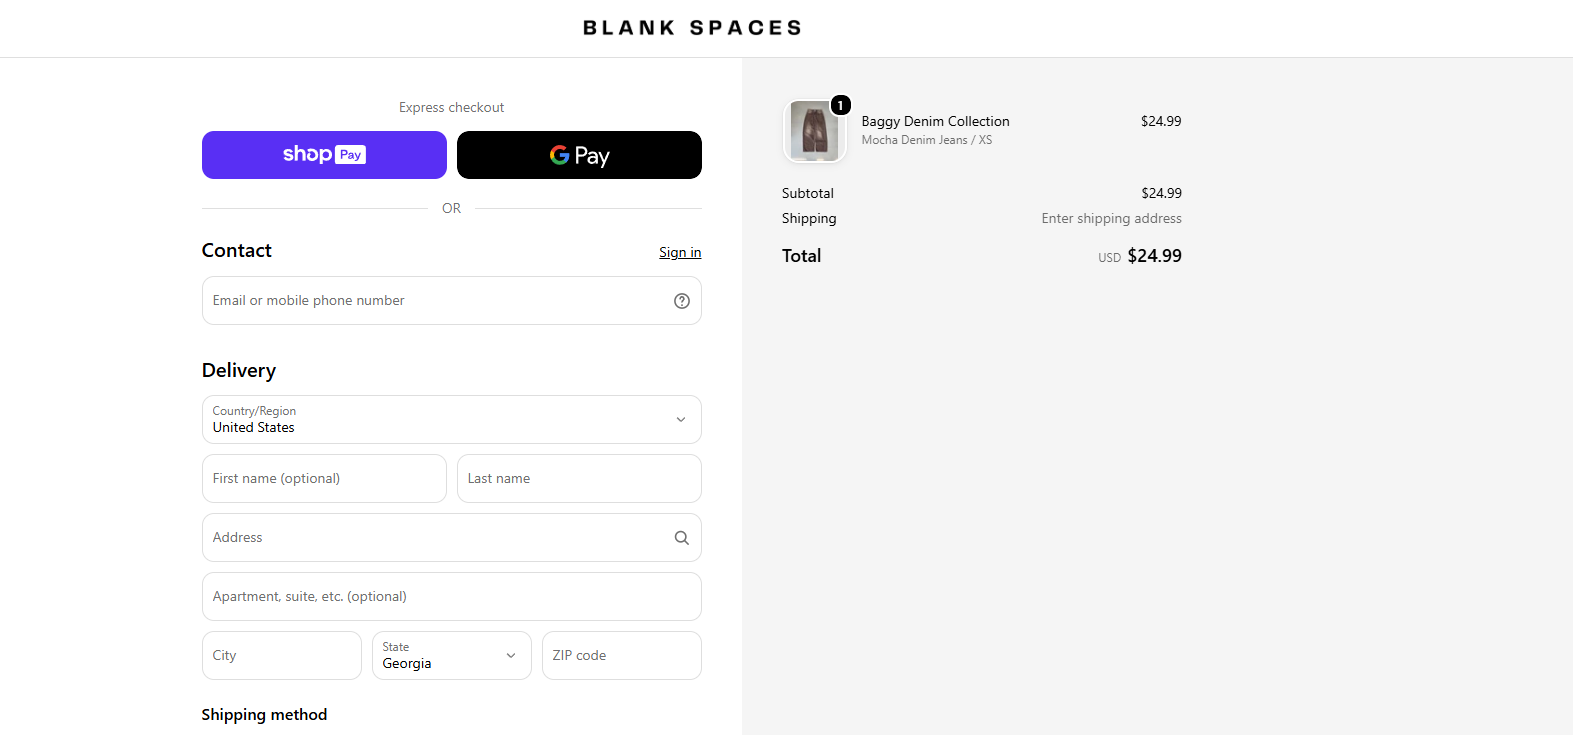 BLANK SPACES
Express checkout
shop Pay
G Pay
OR
Contact
Sign in
Email or mobile phone number
Delivery
Country/Region
United States
First name (optional)
Last name
Address
Apartment, suite, etc. (optional)
City
State
Georgia
ZIP code
Shipping method
1
Baggy Denim Collection
$24.99
Mocha Denim Jeans / XS
Subtotal
$24.99
Shipping
Enter shipping address
Total
USD $24.99